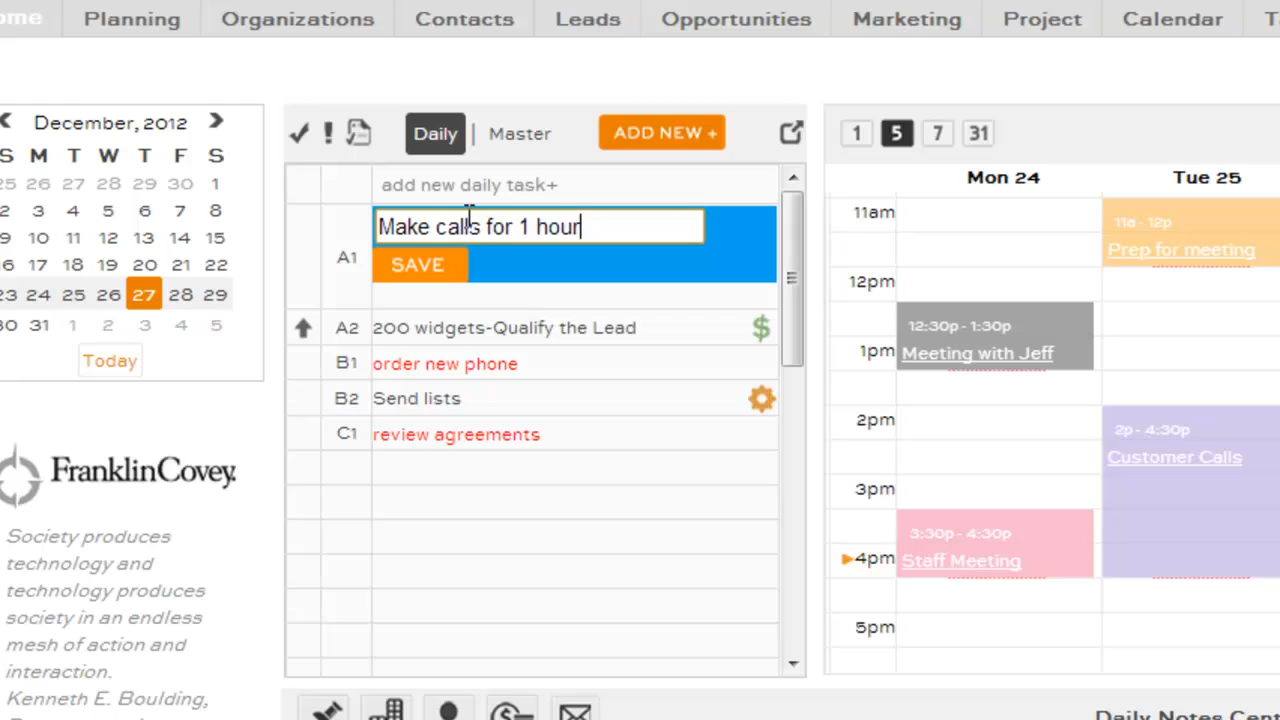 ome Planning Organizations Contacts Leads Opportunities Marketing Project Calendar T
December, 2012
S M T W T F S
25 26 27 28 29 30 1
2 3 4 5 6 7 8
9 10 11 12 13 14 15
16 17 18 19 20 21 22
23 24 25 26 27 28 29
30 31 1 2 3 4 5
Today
FranklinCovey.
Society produces
technology and
technology produces
society in an endless
mesh of action and
interaction.
Kenneth E. Boulding,
Daily | Master ADD NEW +
add new daily task+
A1 Make calls for 1 hour
SAVE
A2 200 widgets-Qualify the Lead $
B1 order new phone
B2 Send lists
C1 review agreements
1 5 7 31
Mon 24 Tue 25
11am
11a - 12p
Prep for meeting
12pm
12:30p - 1:30p
1pm
Meeting with Jeff
2pm
2p - 4:30p
Customer Calls
3pm
3:30p - 4:30p
4pm
Staff Meeting
5pm
Daily Notes Cen